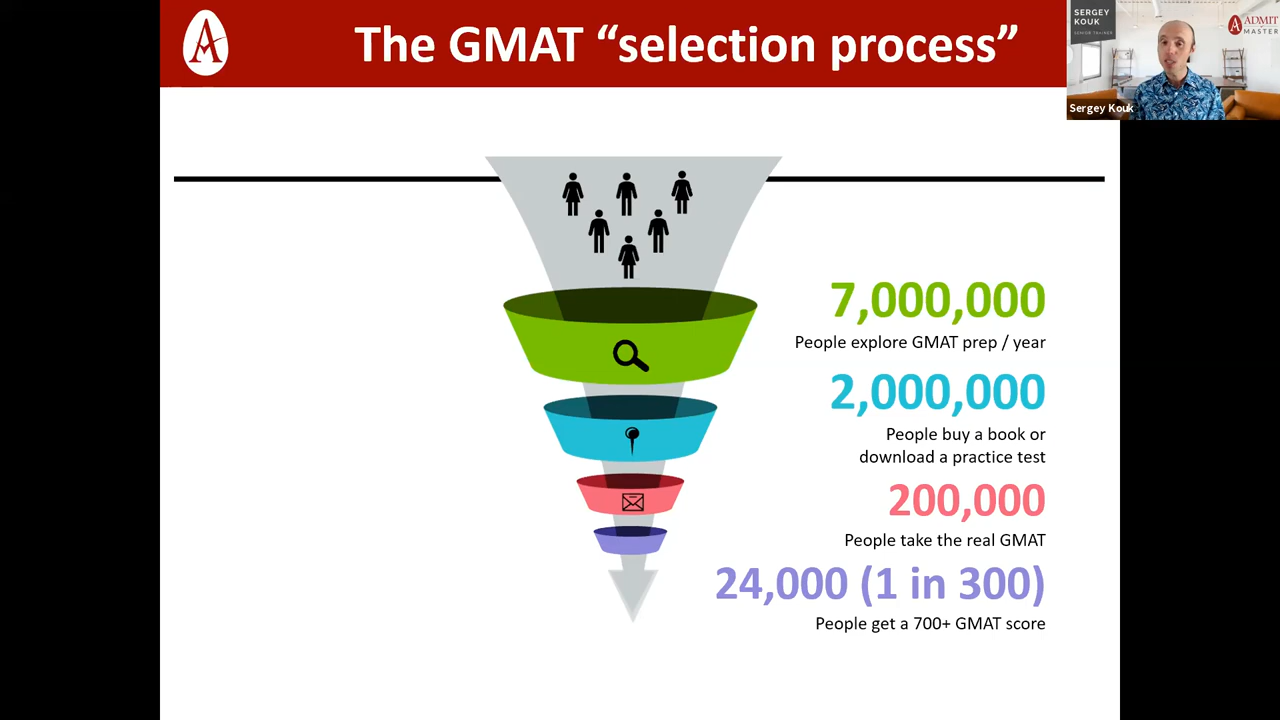 The GMAT “selection process”
SERGEY
KOUK
SENIOR TRAINER
ADMIT
MASTER
Sergey Kouk
7,000,000
People explore GMAT prep / year
2,000,000
People buy a book or
download a practice test
200,000
People take the real GMAT
24,000 (1 in 300)
People get a 700+ GMAT score